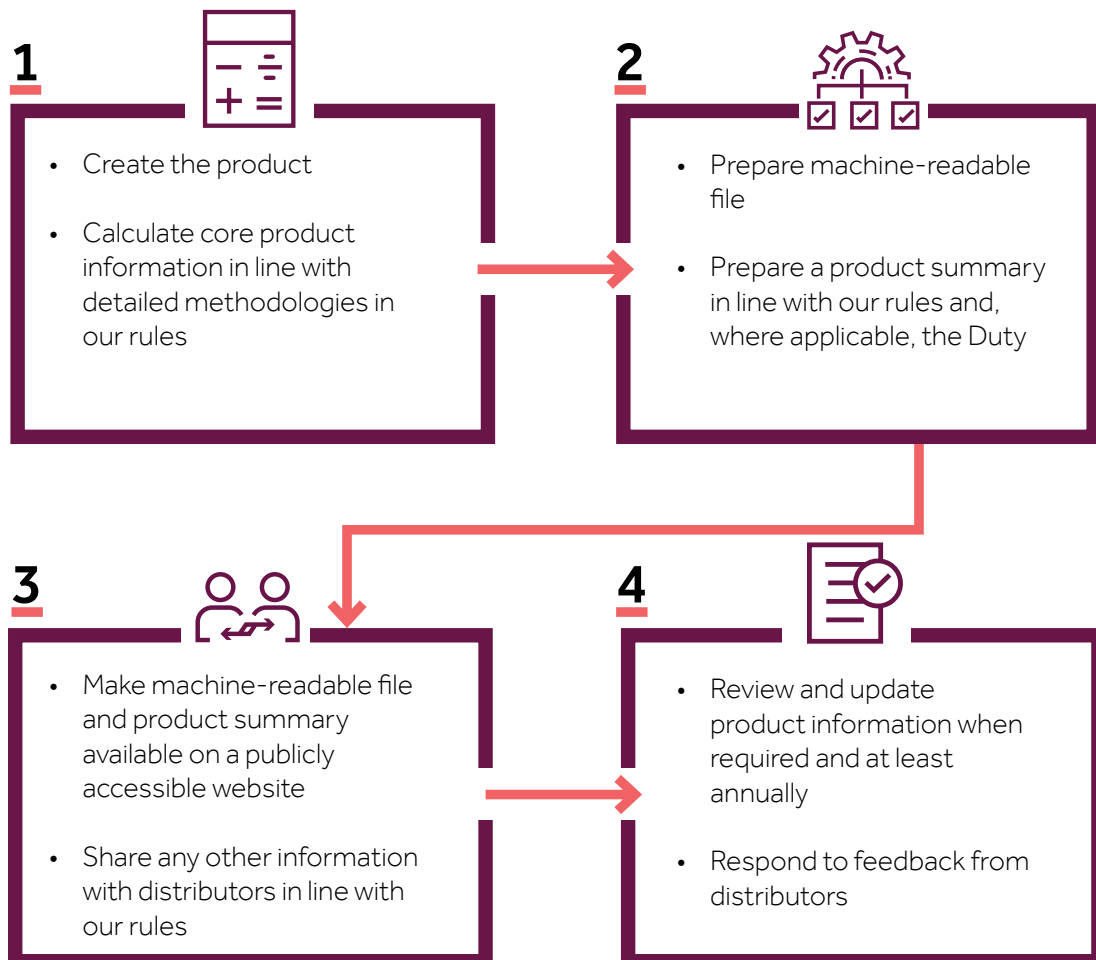 1
• Create the product
• Calculate core product
information in line with
detailed methodologies in
our rules
2
• Prepare machine-readable
file
• Prepare a product summary
in line with our rules and,
where applicable, the Duty
3
• Make machine-readable file
and product summary
available on a publicly
accessible website
• Share any other information
with distributors in line with
our rules
4
• Review and update
product information when
required and at least
annually
• Respond to feedback from
distributors